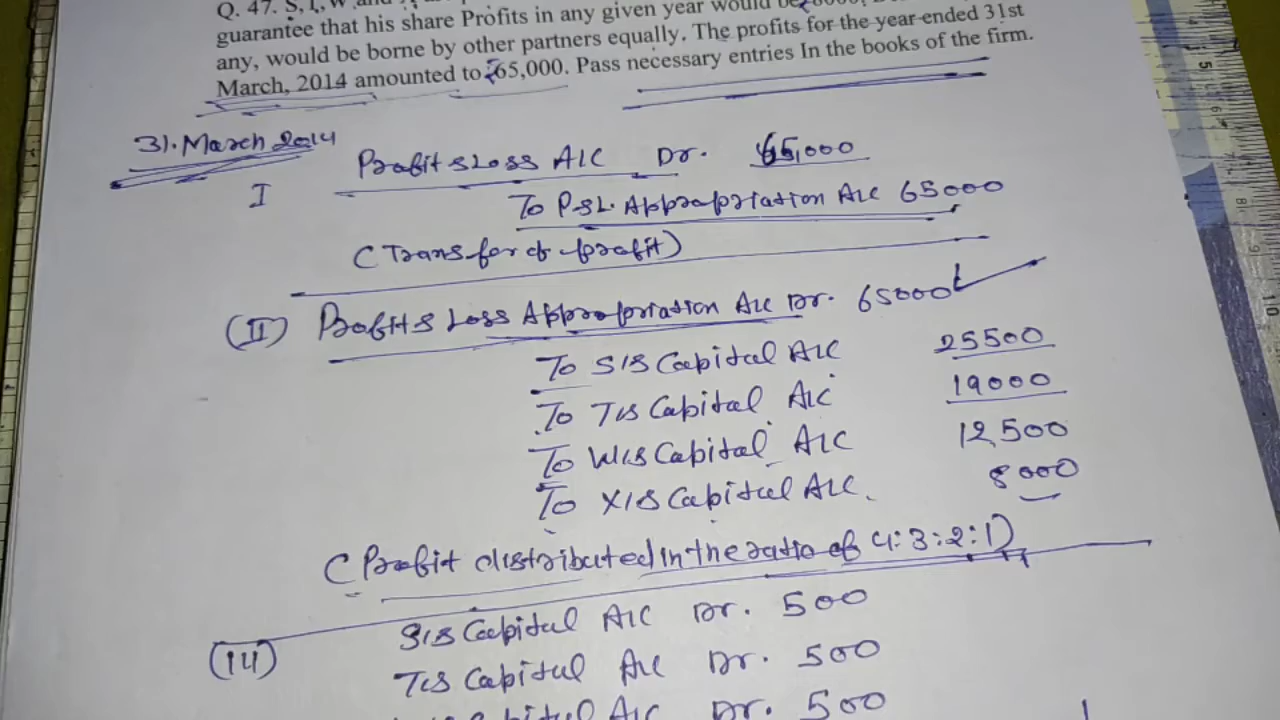 Q. 47. S, T, W and
guarantee that his share Profits in any given year would be
any, would be borne by other partners equally. The profits for the year ended 31st
March, 2014 amounted to ₹65,000. Pass necessary entries In the books of the firm.
31. March 2014
I Profit & Loss A/C Dr. 65,000
To P & L. Appropriation A/c 65000
(Transfer of profit)
(II) Profit & Loss Appropriation A/c Dr. 65000
To S's Capital A/C 25500
To T's Capital A/C 19000
To W's Capital A/C 12,500
To X's Capital A/c. 8000
(Profit distributed in the ratio of 4:3:2:1)
(III) S's Capital A/C Dr. 500
T's Capital A/c Dr. 500
A/C Dr. 500